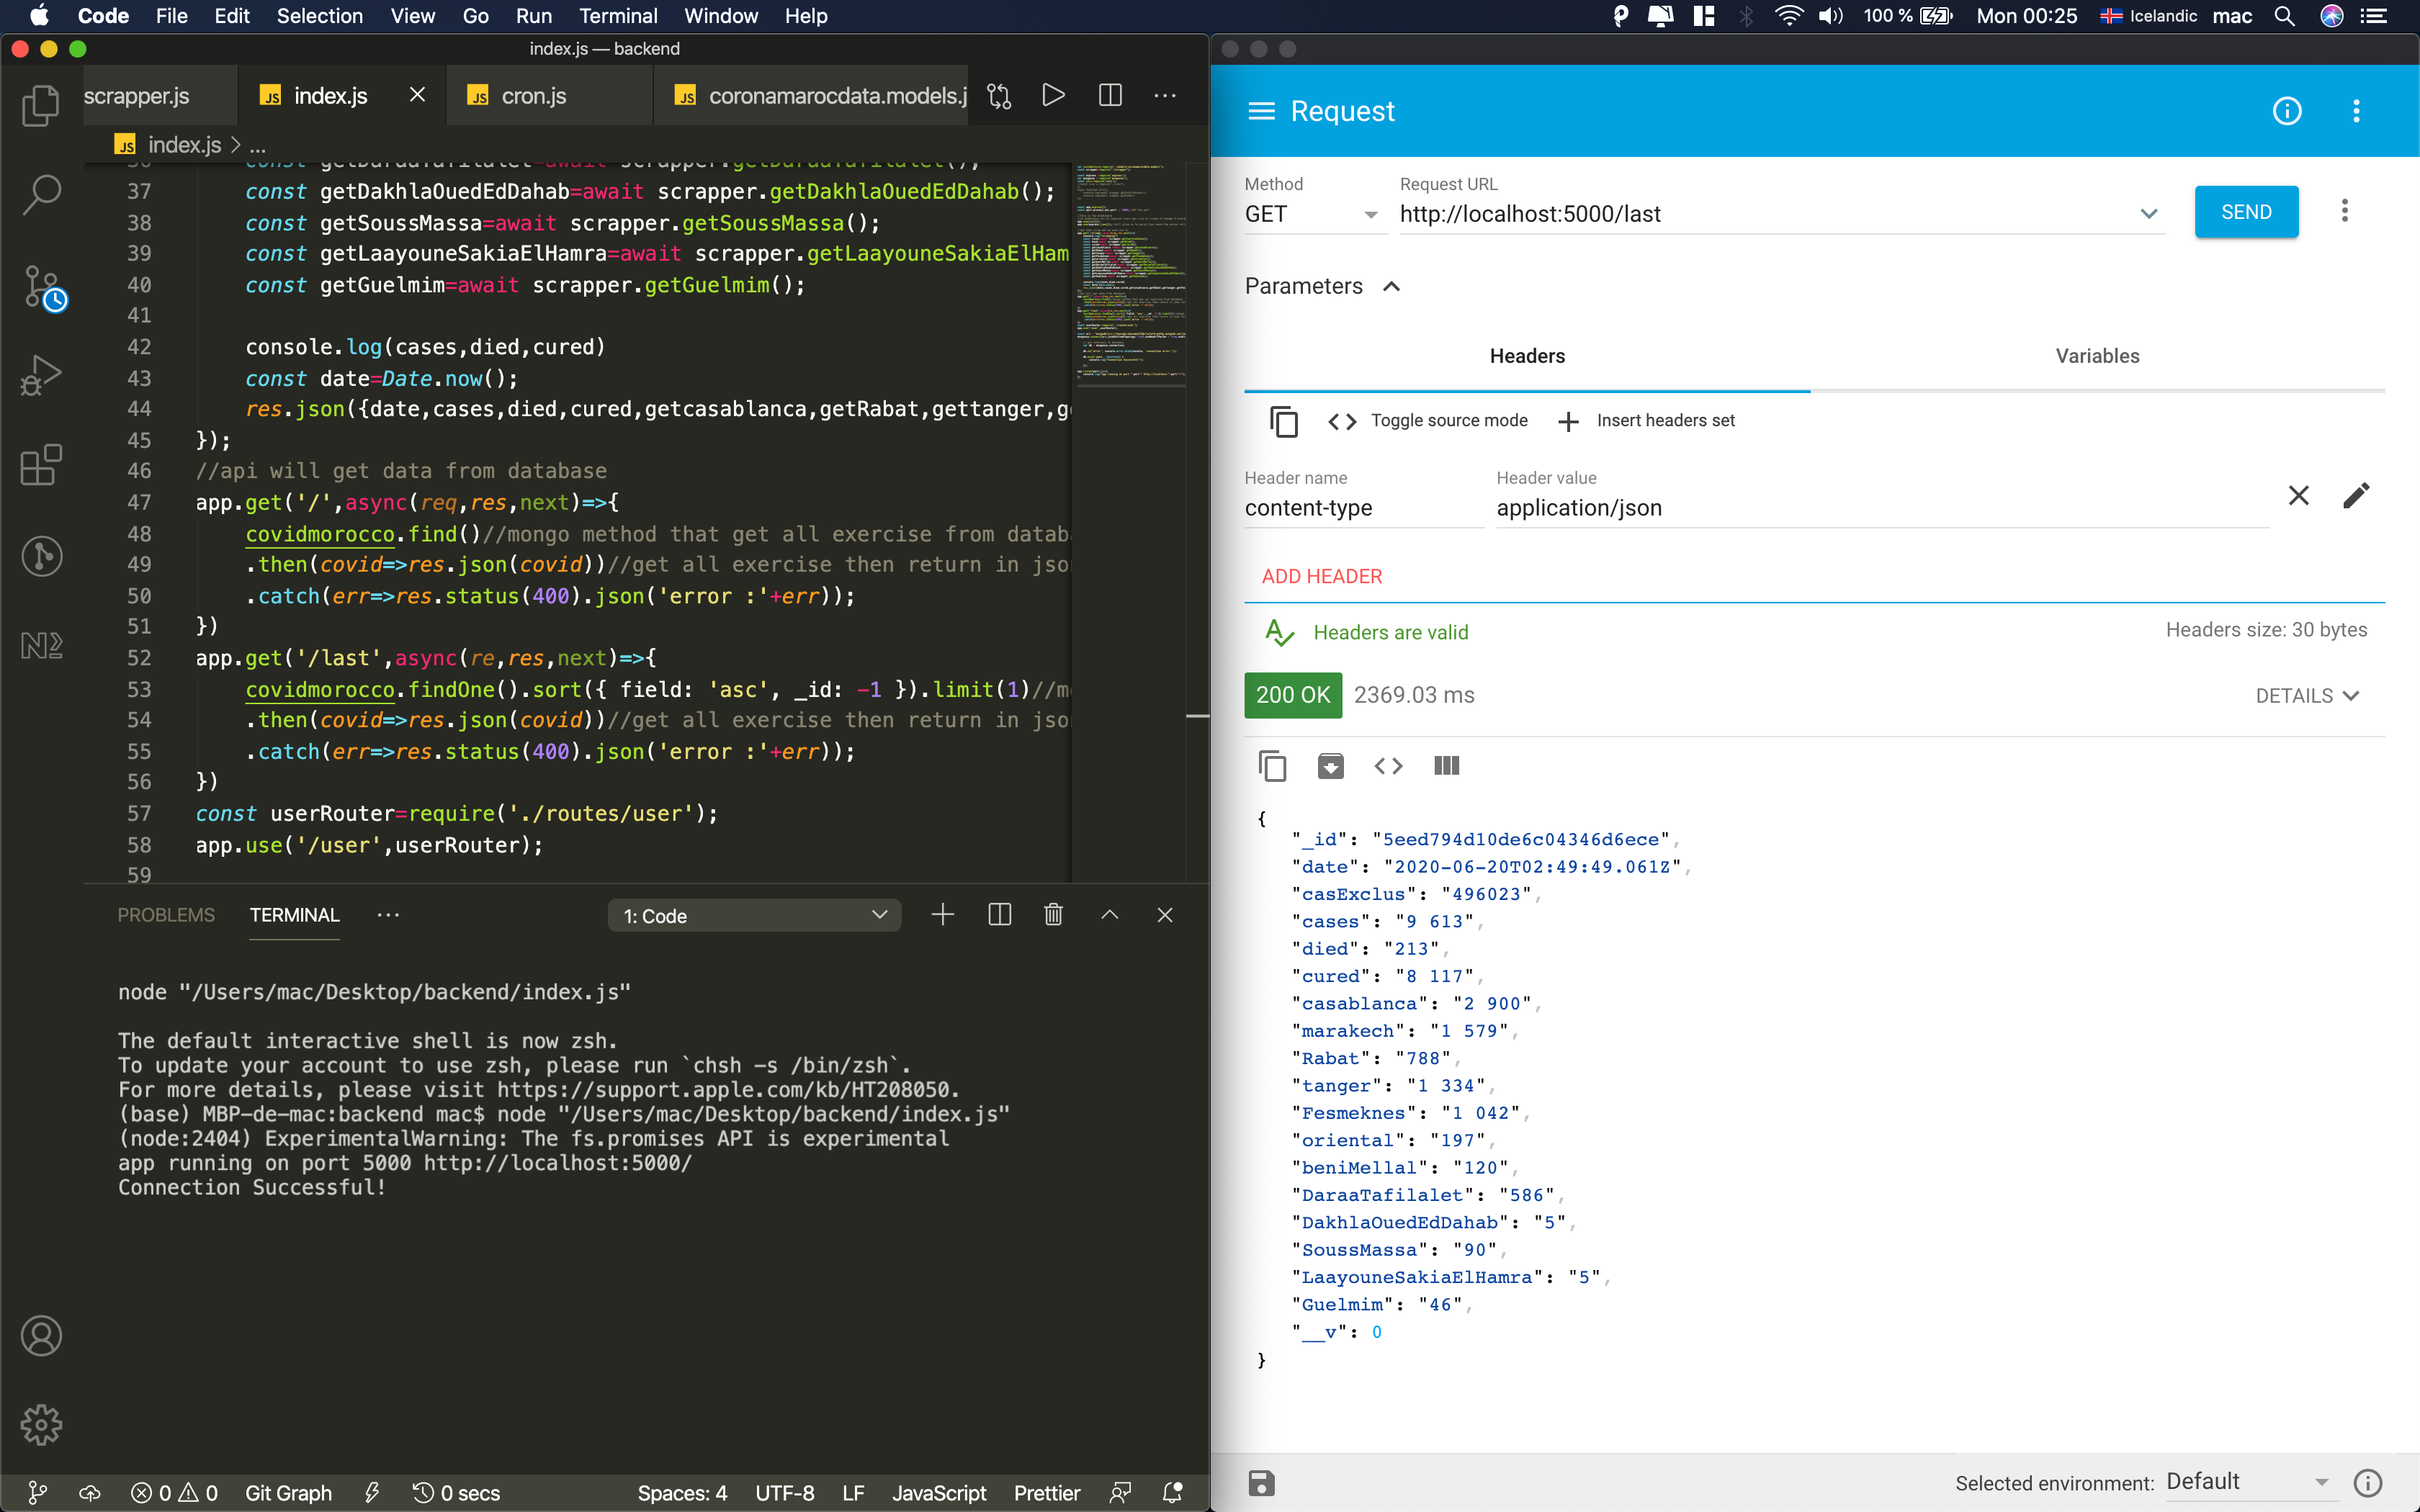 Code File Edit Selection View Go Run Terminal Window Help 100 % Mon 00:25 Icelandic mac
index.js — backend
scrapper.js index.js cron.js coronamarocdata.models.j
index.js > ...
37 const getDakhlaOuedEdDahab=await scrapper.getDakhlaOuedEdDahab();
38 const getSoussMassa=await scrapper.getSoussMassa();
39 const getLaayouneSakiaElHamra=await scrapper.getLaayouneSakiaElHam
40 const getGuelmim=await scrapper.getGuelmim();
41
42 console.log(cases,died,cured)
43 const date=Date.now();
44 res.json({date,cases,died,cured,getcasablanca,getRabat,gettanger,g
45 });
46 //api will get data from database
47 app.get('/',async(req,res,next)=>{
48 covidmorocco.find()//mongo method that get all exercise from datab
49 .then(covid=>res.json(covid))//get all exercise then return in jso
50 .catch(err=>res.status(400).json('error :'+err));
51 })
52 app.get('/last',async(re,res,next)=>{
53 covidmorocco.findOne().sort({ field: 'asc', _id: -1 }).limit(1)//m
54 .then(covid=>res.json(covid))//get all exercise then return in jso
55 .catch(err=>res.status(400).json('error :'+err));
56 })
57 const userRouter=require('./routes/user');
58 app.use('/user',userRouter);
59
PROBLEMS TERMINAL ··· 1: Code
node "/Users/mac/Desktop/backend/index.js"
The default interactive shell is now zsh.
To update your account to use zsh, please run `chsh -s /bin/zsh`.
For more details, please visit https://support.apple.com/kb/HT208050.
(base) MBP-de-mac:backend mac$ node "/Users/mac/Desktop/backend/index.js"
(node:2404) ExperimentalWarning: The fs.promises API is experimental
app running on port 5000 http://localhost:5000/
Connection Successful!
0 0 Git Graph 0 secs Spaces: 4 UTF-8 LF JavaScript Prettier
Request
Method Request URL
GET http://localhost:5000/last SEND
Parameters
Headers Variables
Toggle source mode Insert headers set
Header name Header value
content-type application/json
ADD HEADER
Headers are valid Headers size: 30 bytes
200 OK 2369.03 ms DETAILS
{
"_id": "5eed794d10de6c04346d6ece",
"date": "2020-06-20T02:49:49.061Z",
"casExclus": "496023",
"cases": "9 613",
"died": "213",
"cured": "8 117",
"casablanca": "2 900",
"marakech": "1 579",
"Rabat": "788",
"tanger": "1 334",
"Fesmeknes": "1 042",
"oriental": "197",
"beniMellal": "120",
"DaraaTafilalet": "586",
"DakhlaOuedEdDahab": "5",
"SoussMassa": "90",
"LaayouneSakiaElHamra": "5",
"Guelmim": "46",
"__v": 0
}
Selected environment: Default